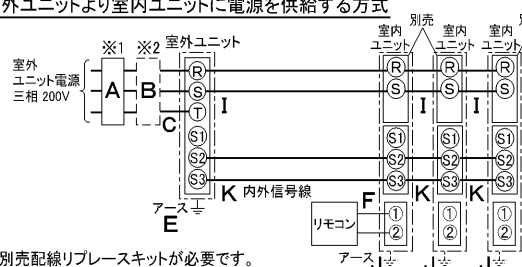 外ユニットより室内ユニットに電源を供給する方式
別売
※1 ※2 室外ユニット
室内
ユニット
室内
ユニット
室内
ユニット
室外
ユニット電源
三相 200V
A
B
C
R
S
T
S1
S2
S3
I
R
S
S1
S2
S3
①
②
I
R
S
S1
S2
S3
①
②
I
R
S
S1
S2
S3
①
②
K 内外信号線
F
K
K
アース
E
リモコン
アース
別売配線リプレースキットが必要です。